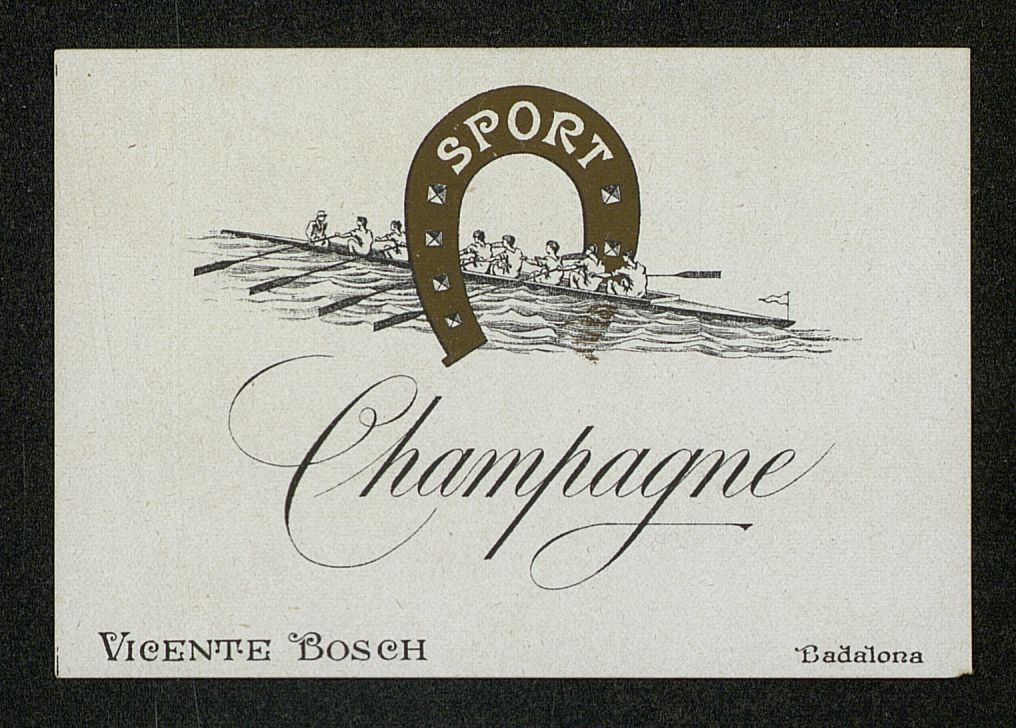 SPORT
Champagne
VICENTE BOSCH
Badalona